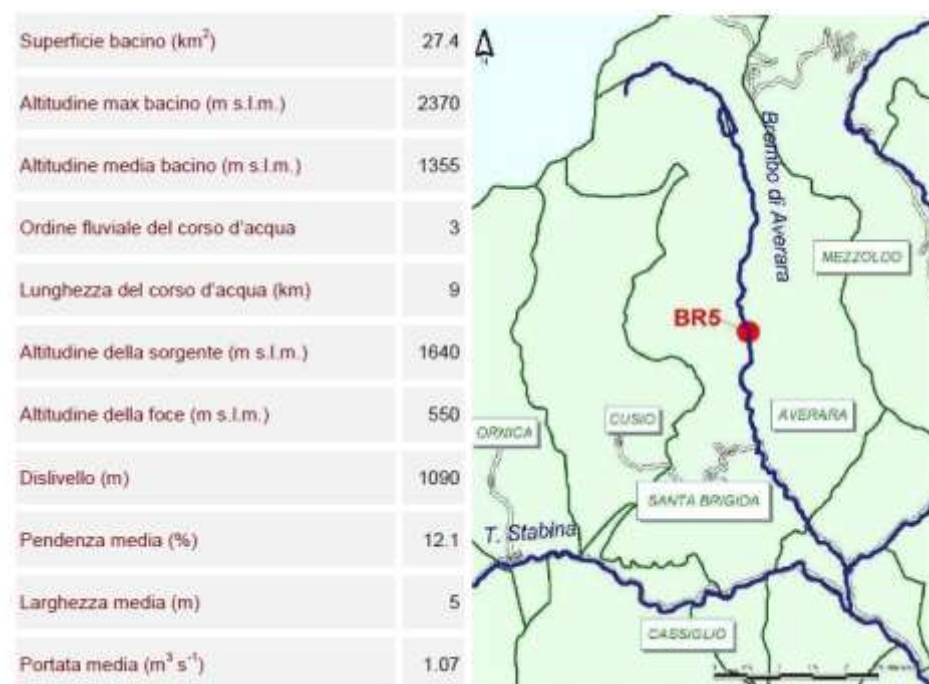 Superficie bacino (km²) 27.4
Altitudine max bacino (m s.l.m.) 2370
Altitudine media bacino (m s.l.m.) 1355
Ordine fluviale del corso d'acqua 3
Lunghezza del corso d'acqua (km) 9
Altitudine della sorgente (m s.l.m.) 1640
Altitudine della foce (m s.l.m.) 550
Dislivello (m) 1090
Pendenza media (%) 12.1
Larghezza media (m) 5
Portata media (m³ s⁻¹) 1.07
Brembo di Averara
MEZZOLDO
BR5
AVERARA
CUSIO
ORNICA
SANTA BRIGIDA
T. Stabina
CASSIGLIO